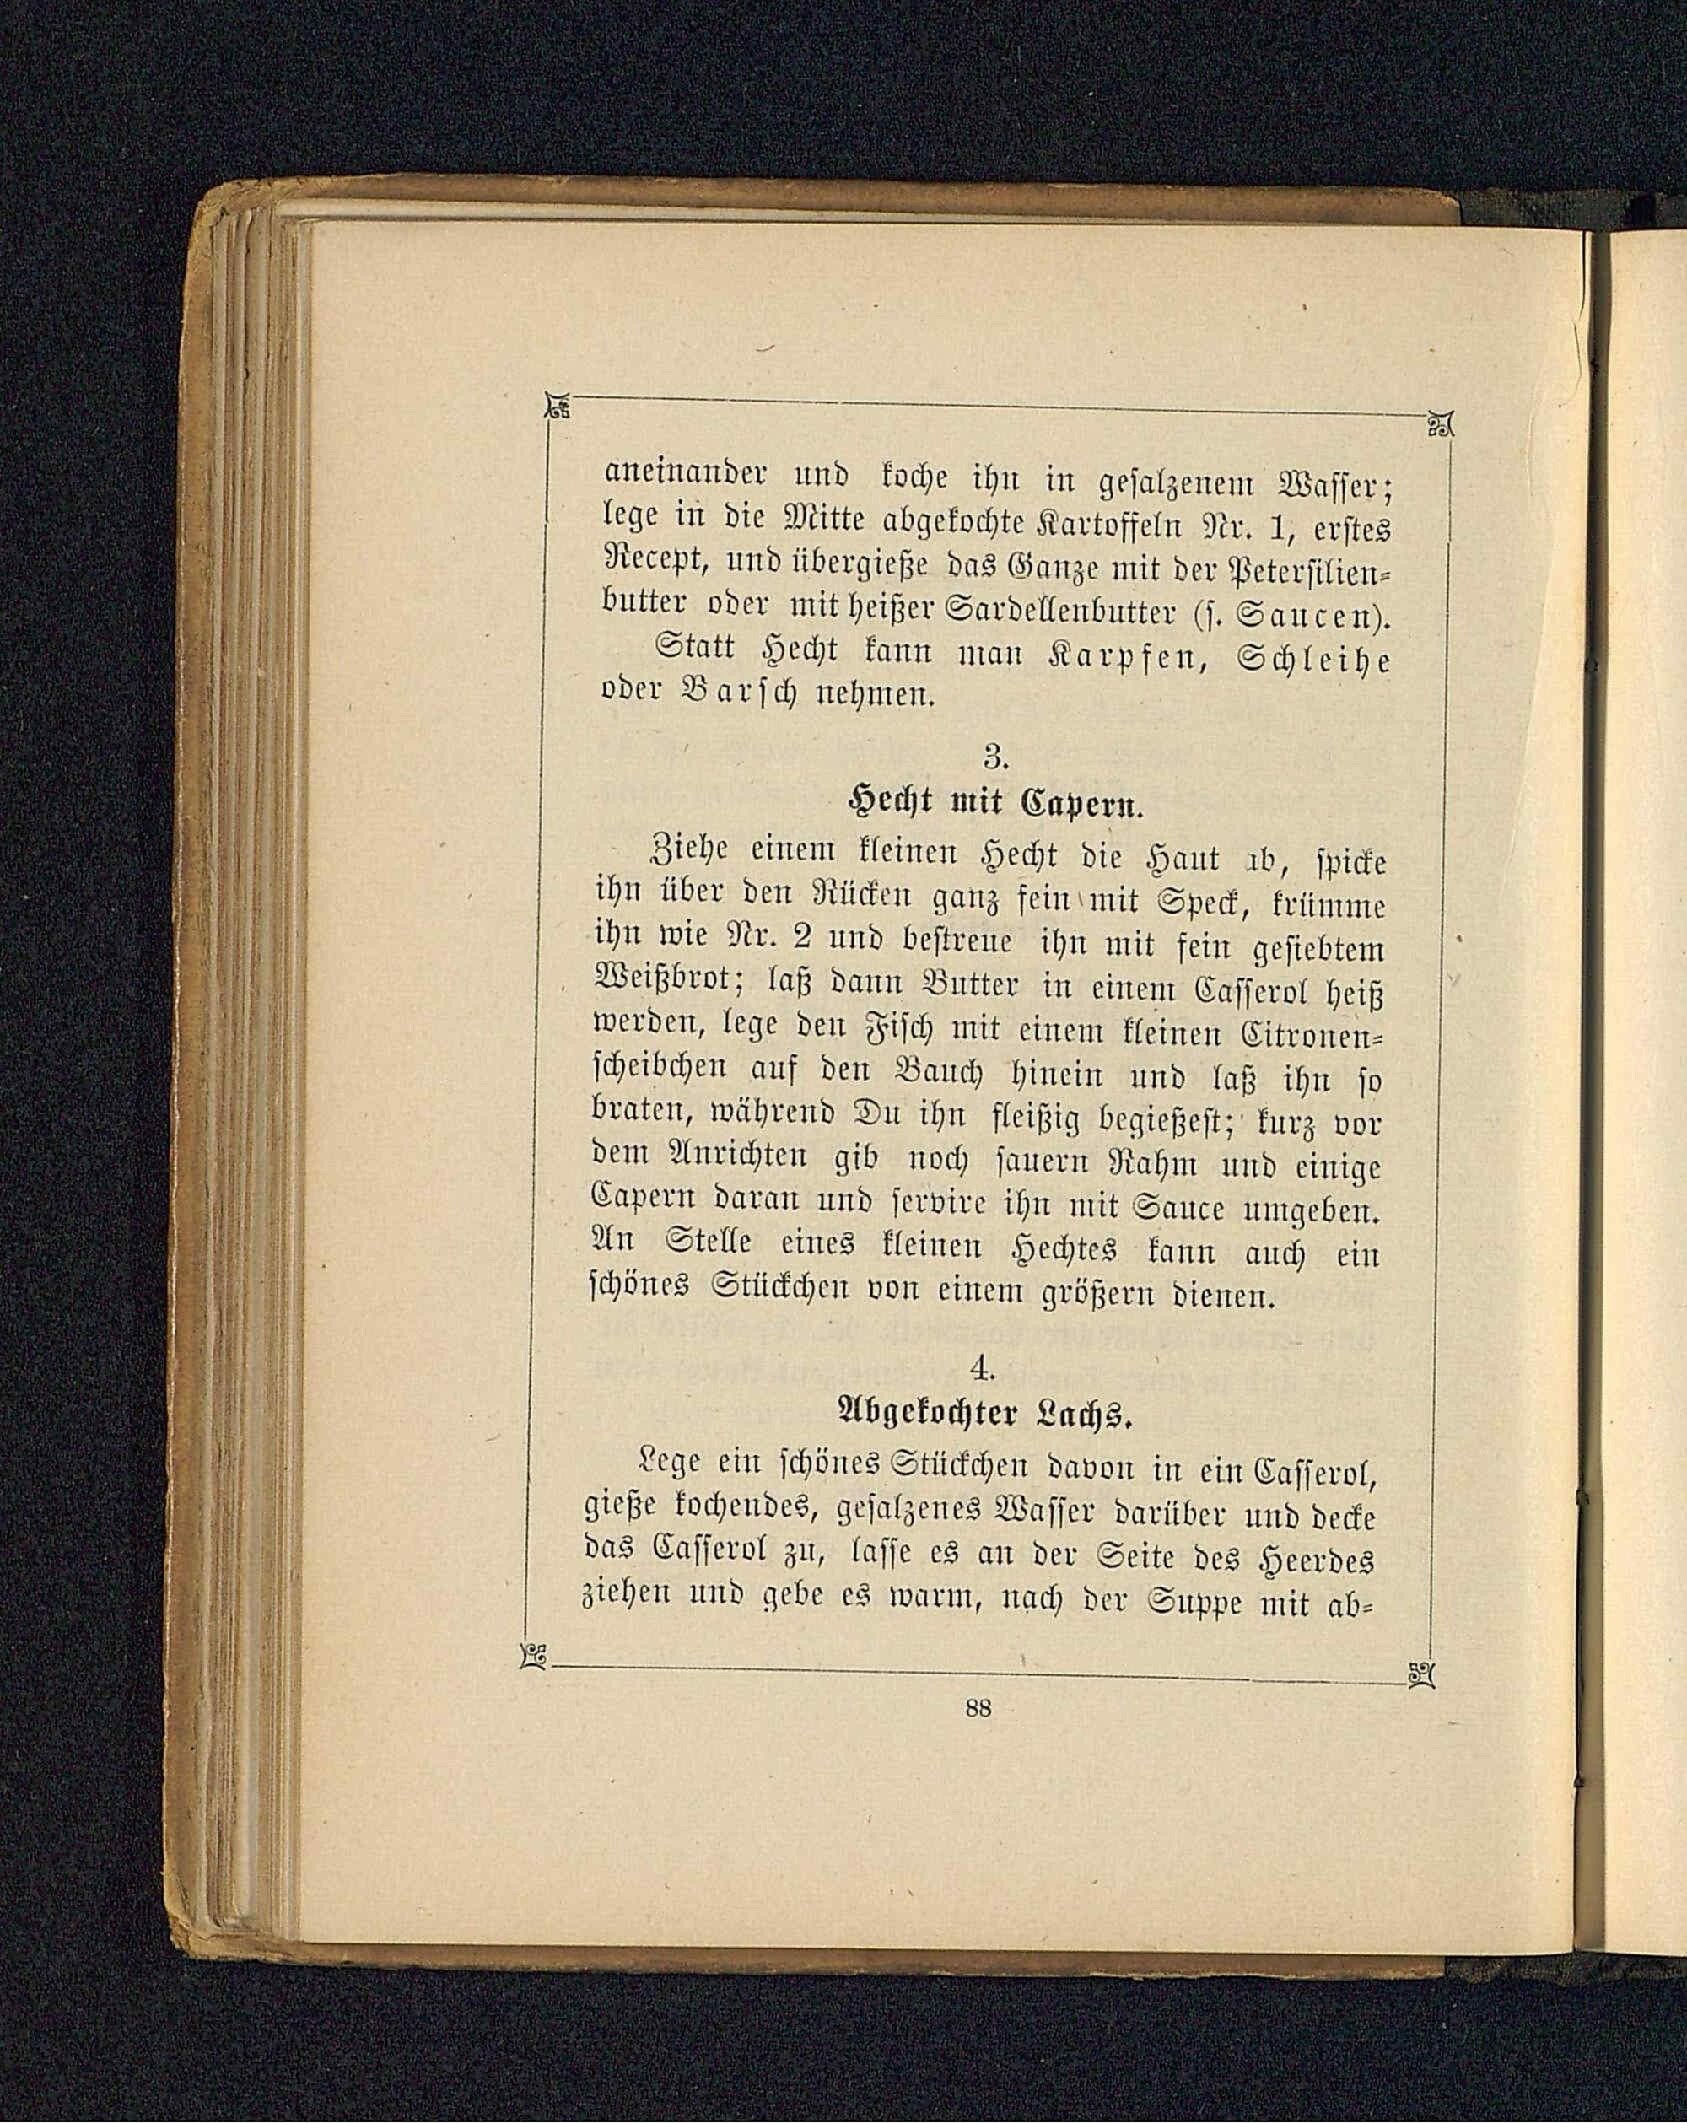 aneinander und koche ihn in gesalzenem Wasser;
lege in die Mitte abgekochte Kartoffeln Nr. 1, erstes
Recept, und übergieße das Ganze mit der Petersilien-
butter oder mit heißer Sardellenbutter (s. Saucen).
Statt Hecht kann man Karpfen, Schleihe
oder Barsch nehmen.
3.
Hecht mit Capern.
Ziehe einem kleinen Hecht die Haut ab, spicke
ihn über den Rücken ganz fein mit Speck, krümme
ihn wie Nr. 2 und bestreue ihn mit fein gesiebtem
Weißbrot; laß dann Butter in einem Casserol heiß
werden, lege den Fisch mit einem kleinen Citronen-
scheibchen auf den Bauch hinein und laß ihn so
braten, während Du ihn fleißig begießest; kurz vor
dem Anrichten gib noch sauern Rahm und einige
Capern daran und servire ihn mit Sauce umgeben.
An Stelle eines kleinen Hechtes kann auch ein
schönes Stückchen von einem größern dienen.
4.
Abgekochter Lachs.
Lege ein schönes Stückchen davon in ein Casserol,
gieße kochendes, gesalzenes Wasser darüber und decke
das Casserol zu, lasse es an der Seite des Heerdes
ziehen und gebe es warm, nach der Suppe mit ab-
88